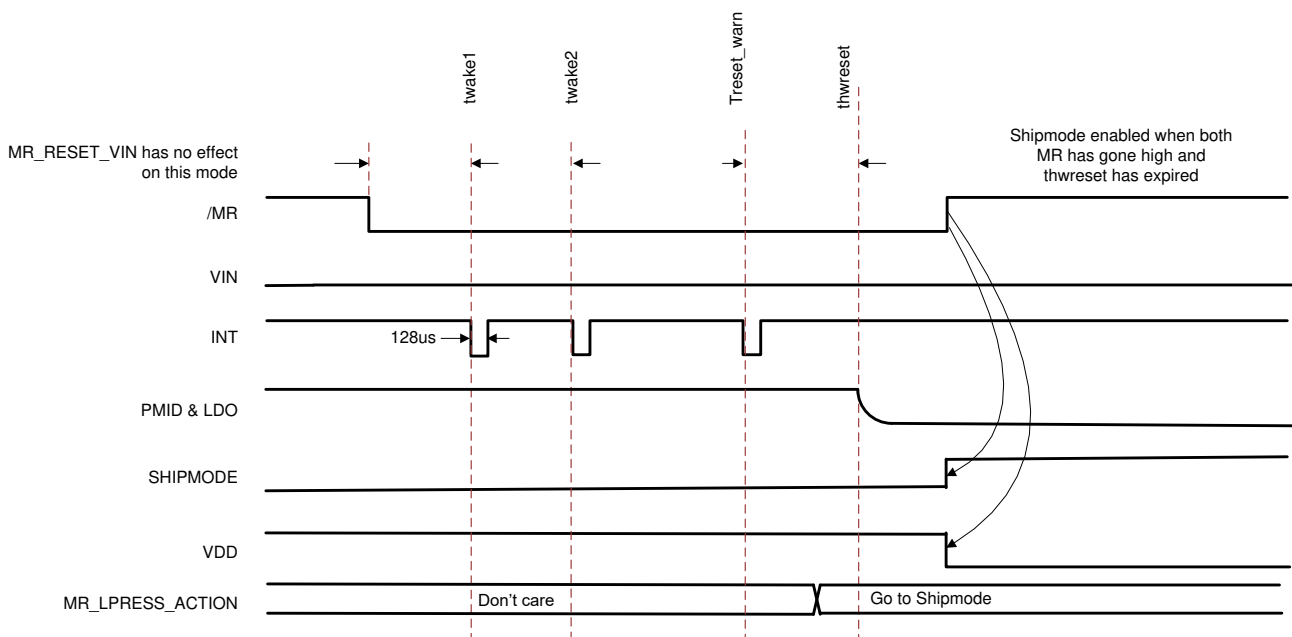 twake1
twake2
Treset_warn
thwreset
MR_RESET_VIN has no effect
on this mode
Shipmode enabled when both
MR has gone high and
thwreset has expired
/MR
VIN
INT
128us
PMID & LDO
SHIPMODE
VDD
MR_LPRESS_ACTION
Don't care
Go to Shipmode